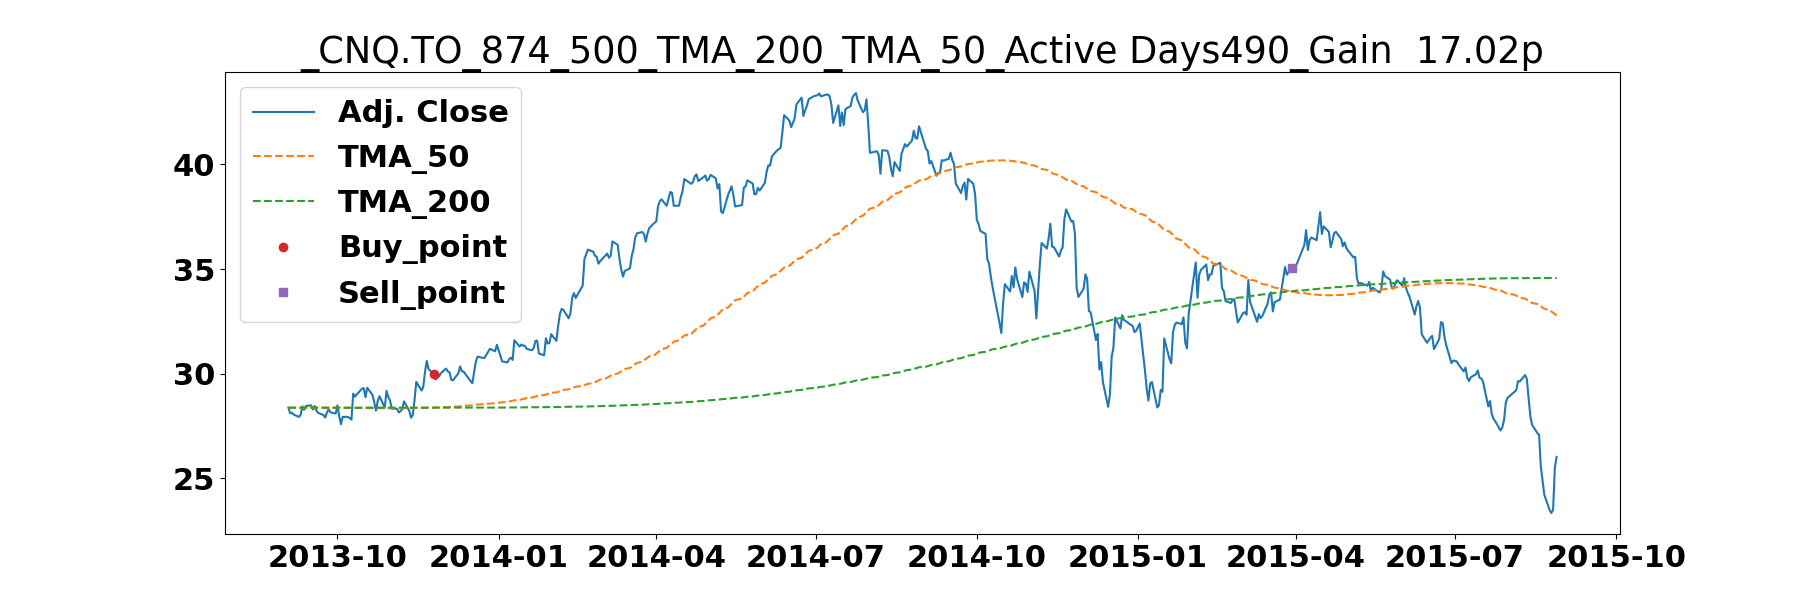 _CNQ.TO_874_500_TMA_200_TMA_50_Active Days490_Gain  17.02p
Adj. Close
TMA_50
TMA_200
Buy_point
Sell_point
40
35
30
25
2013-10 2014-01 2014-04 2014-07 2014-10 2015-01 2015-04 2015-07 2015-10